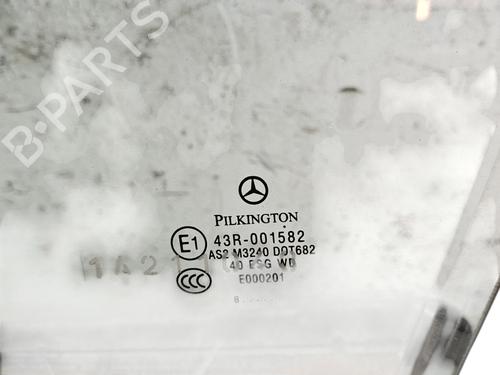 B-PARTS
PILKINGTON
E1 43R-001582
AS2 M3240 DOT682
40 ESG WB
CCC E000201